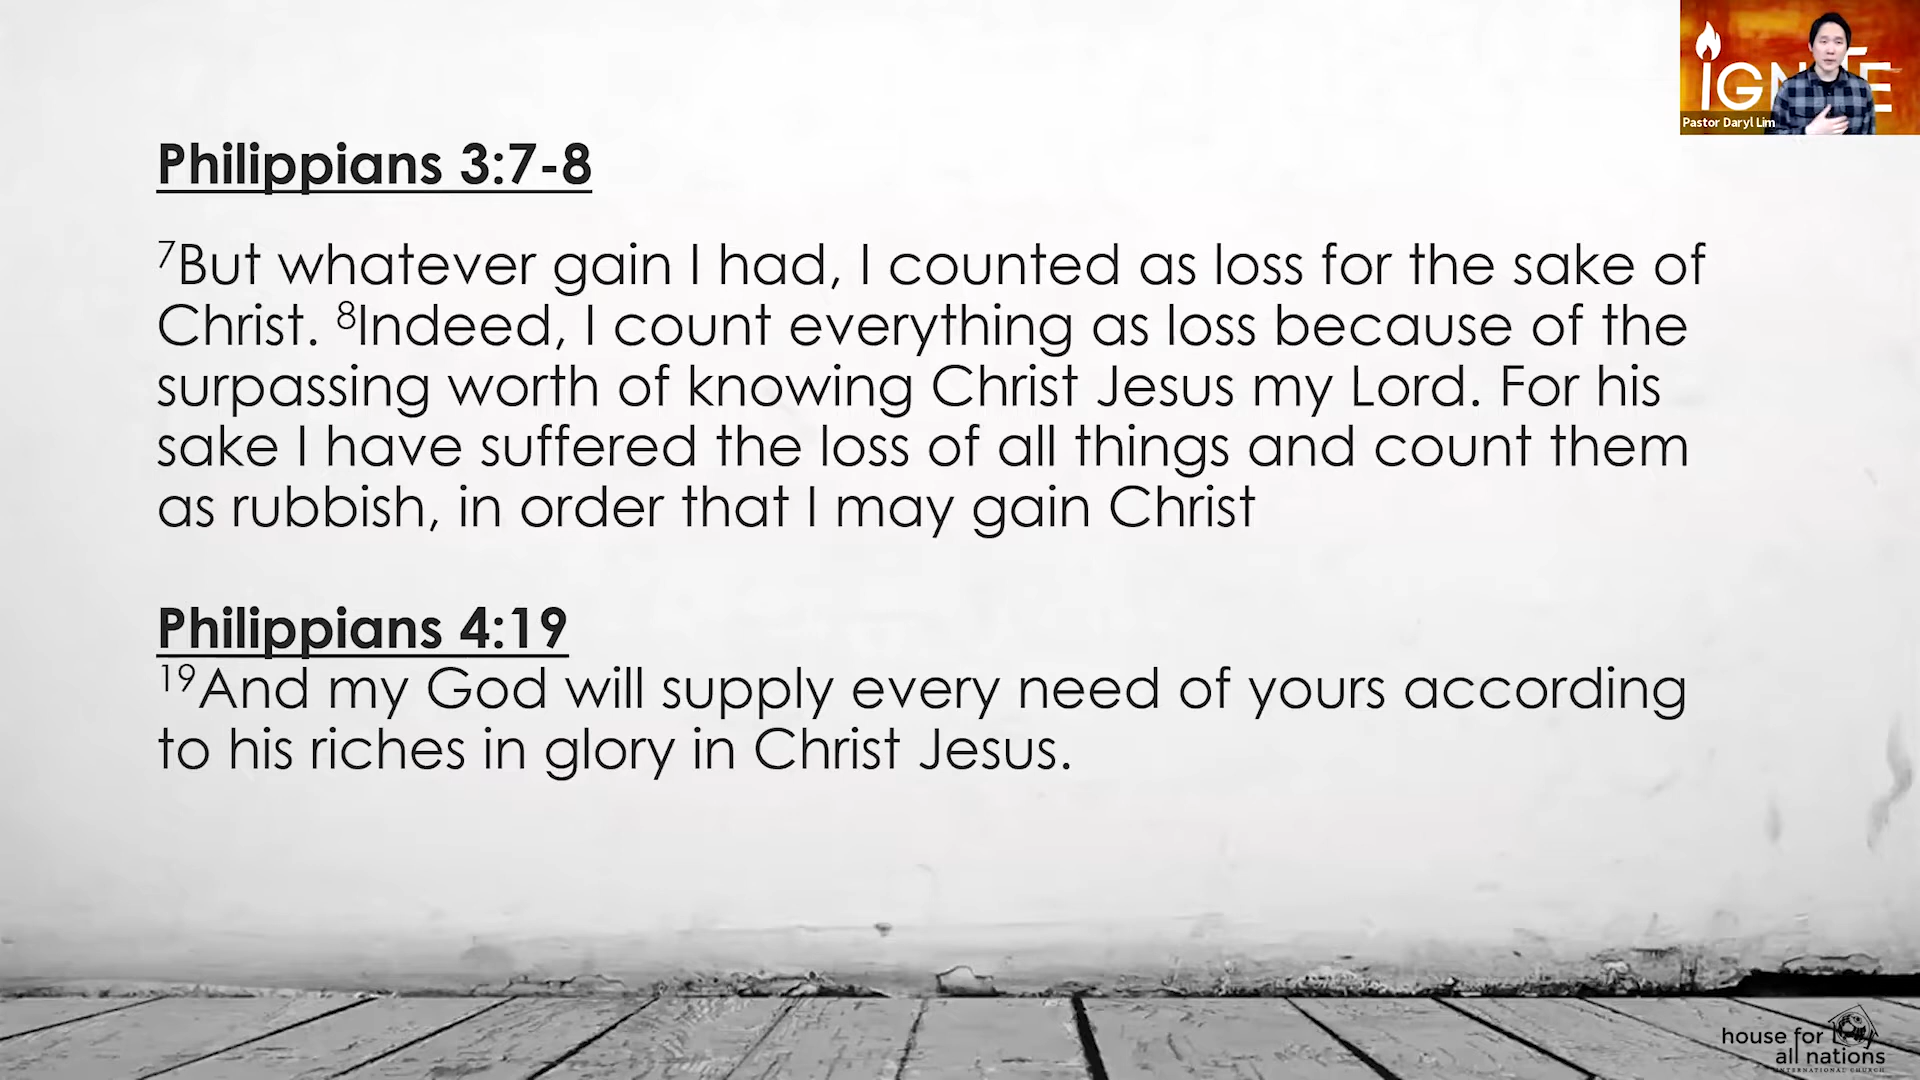 IGNITE
Pastor Daryl Lim
Philippians 3:7-8
7But whatever gain I had, I counted as loss for the sake of
Christ. 8Indeed, I count everything as loss because of the
surpassing worth of knowing Christ Jesus my Lord. For his
sake I have suffered the loss of all things and count them
as rubbish, in order that I may gain Christ
Philippians 4:19
19And my God will supply every need of yours according
to his riches in glory in Christ Jesus.
house for
all nations
INTERNATIONAL CHURCH